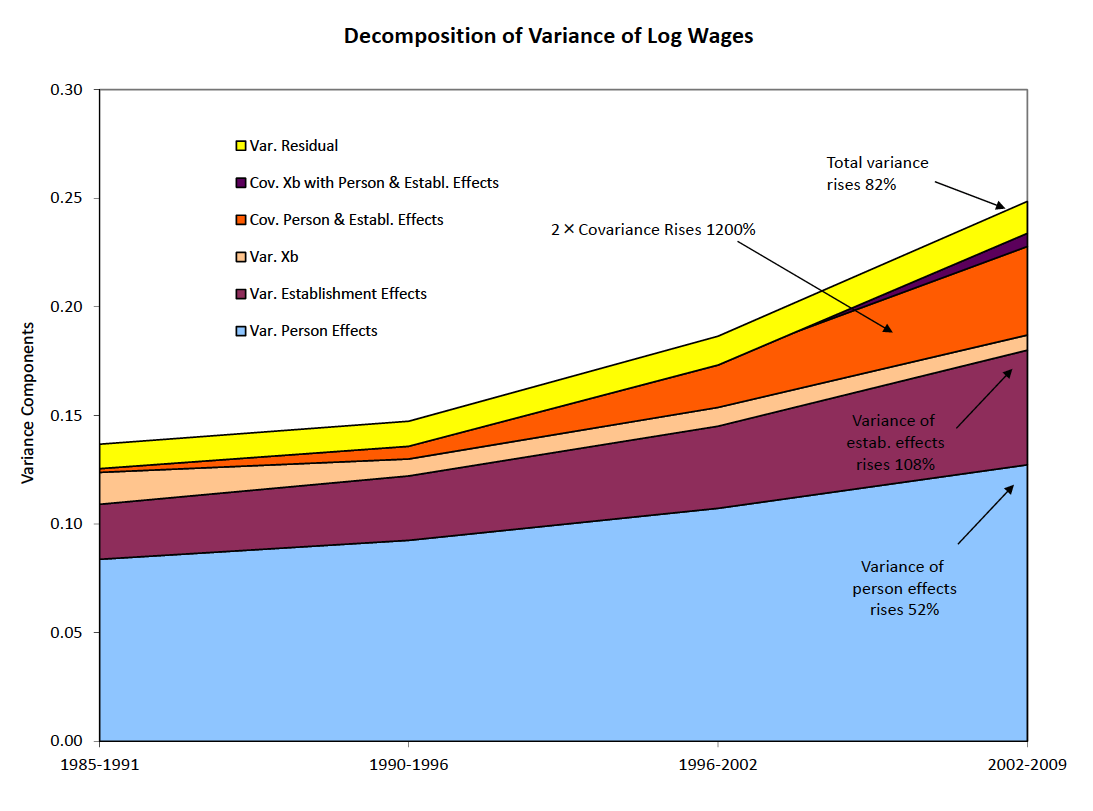 Decomposition of Variance of Log Wages
0.30
0.25
0.20
0.15
0.10
0.05
0.00
Variance Components
Var. Residual
Cov. Xb with Person & Establ. Effects
Cov. Person & Establ. Effects
Var. Xb
Var. Establishment Effects
Var. Person Effects
Total variance
rises 82%
2 × Covariance Rises 1200%
Variance of
estab. effects
rises 108%
Variance of
person effects
rises 52%
1985-1991
1990-1996
1996-2002
2002-2009